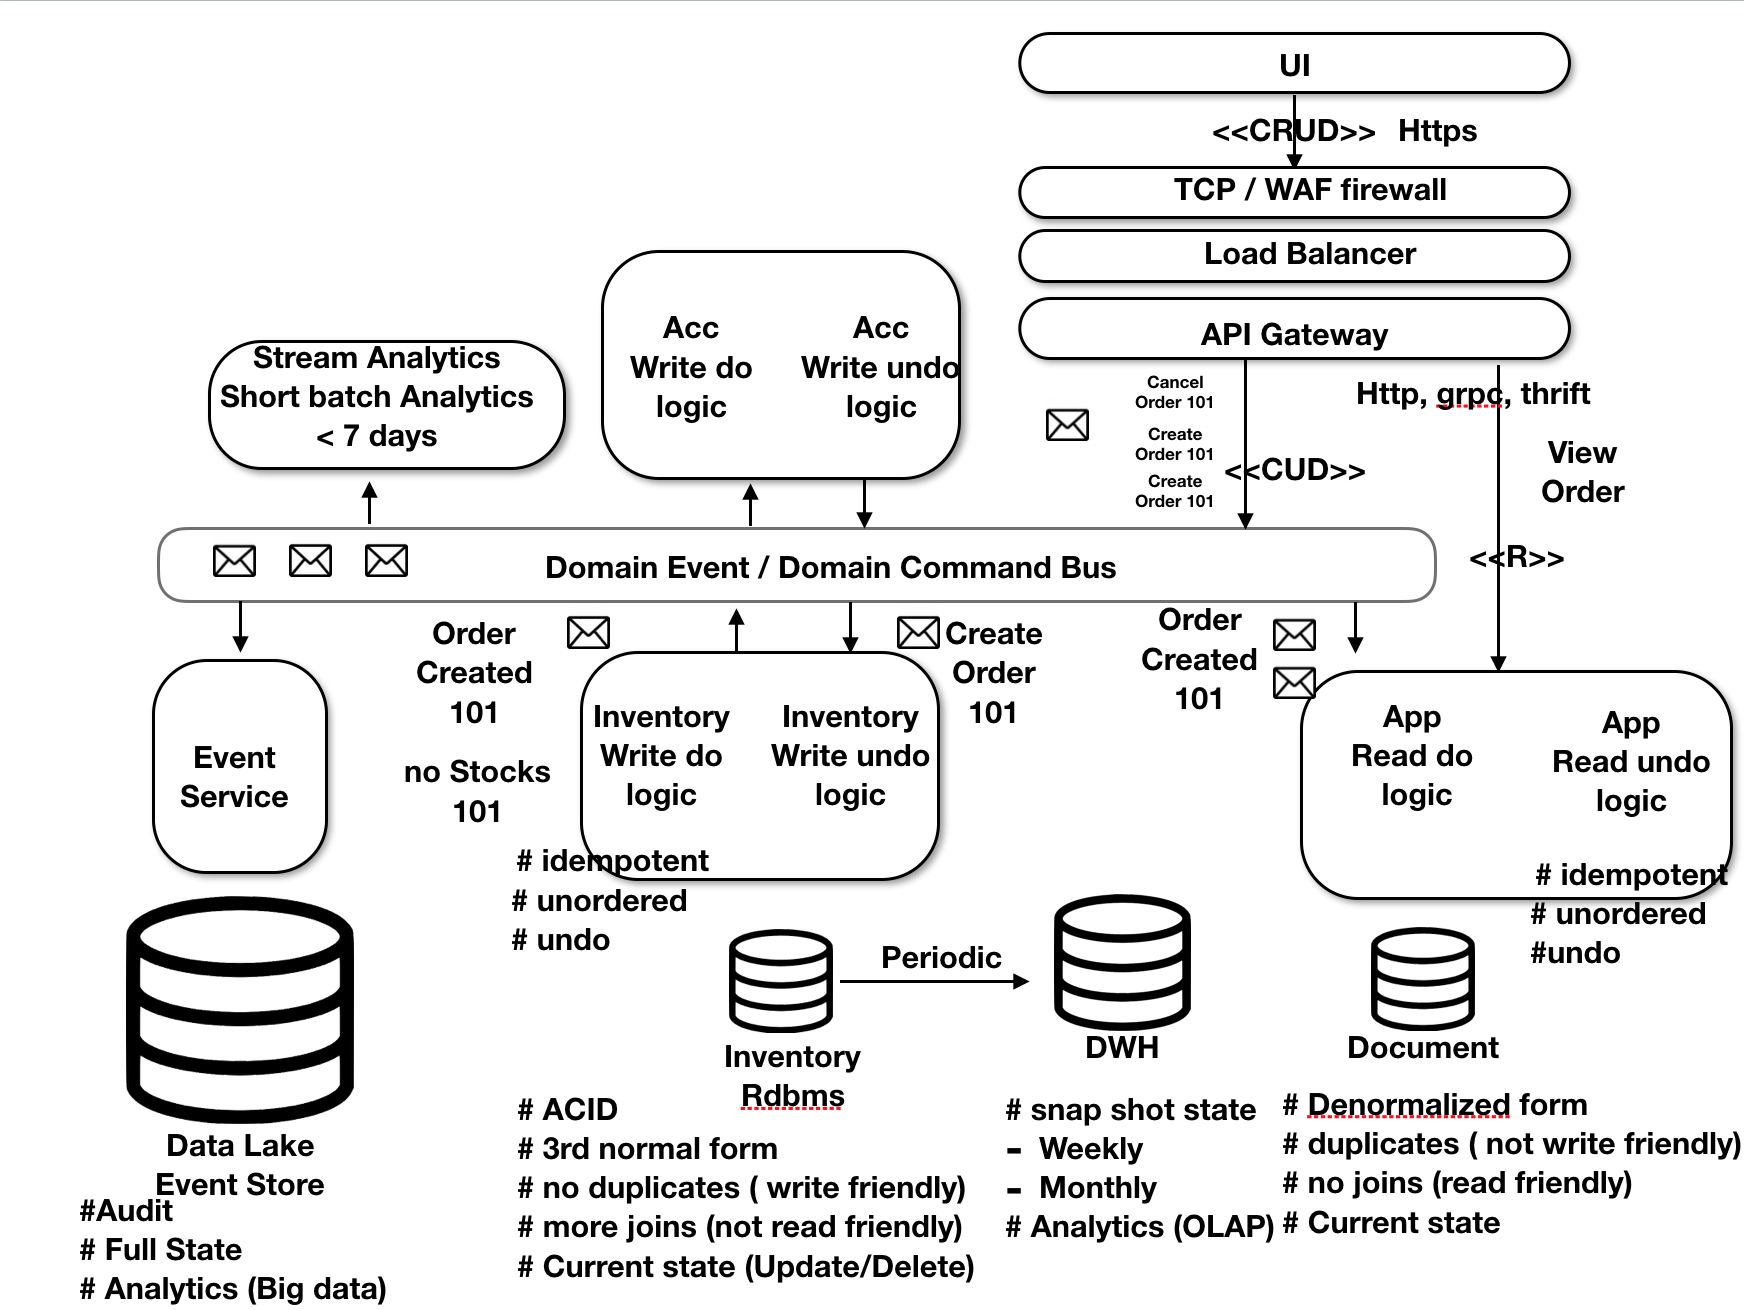 UI
<<CRUD>> Https
TCP / WAF firewall
Load Balancer
API Gateway
Http, grpc, thrift
Cancel
Order 101
Create
Order 101
Create
Order 101
<<CUD>>
View
Order
<<R>>
Acc
Write do
logic
Acc
Write undo
logic
Stream Analytics
Short batch Analytics
< 7 days
Domain Event / Domain Command Bus
Event
Service
Order
Created
101
no Stocks
101
Inventory
Write do
logic
Inventory
Write undo
logic
Create
Order
101
# idempotent
# unordered
# undo
Order
Created
101
App
Read do
logic
App
Read undo
logic
# idempotent
# unordered
#undo
Data Lake
Event Store
#Audit
# Full State
# Analytics (Big data)
Periodic
Inventory
Rdbms
# ACID
# 3rd normal form
# no duplicates ( write friendly)
# more joins (not read friendly)
# Current state (Update/Delete)
DWH
# snap shot state
- Weekly
- Monthly
# Analytics (OLAP)
Document
# Denormalized form
# duplicates ( not write friendly)
# no joins (read friendly)
# Current state